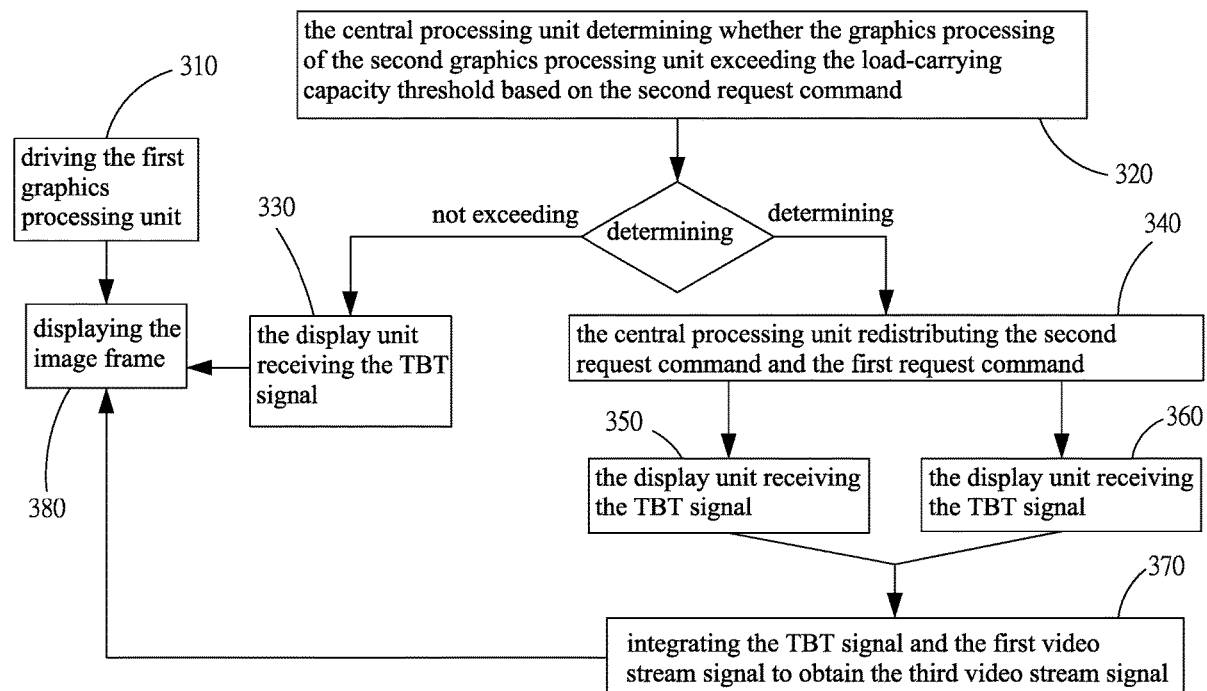 the central processing unit determining whether the graphics processing
of the second graphics processing unit exceeding the load-carrying
capacity threshold based on the second request command
310
320
driving the first
graphics
processing unit
330
not exceeding
determining
determining
340
displaying the
image frame
the display unit
receiving the TBT
signal
the central processing unit redistributing the second
request command and the first request command
380
350
360
the display unit receiving
the TBT signal
the display unit receiving
the TBT signal
370
integrating the TBT signal and the first video
stream signal to obtain the third video stream signal